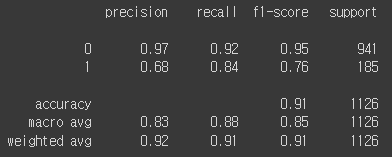 precision recall f1-score support
0 0.97 0.92 0.95 941
1 0.68 0.84 0.76 185
accuracy 0.91 1126
macro avg 0.83 0.88 0.85 1126
weighted avg 0.92 0.91 0.91 1126